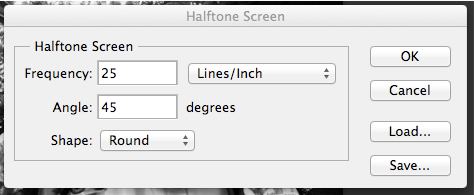 Halftone Screen
Halftone Screen
Frequency: 25 Lines/Inch
Angle: 45 degrees
Shape: Round
OK
Cancel
Load...
Save...